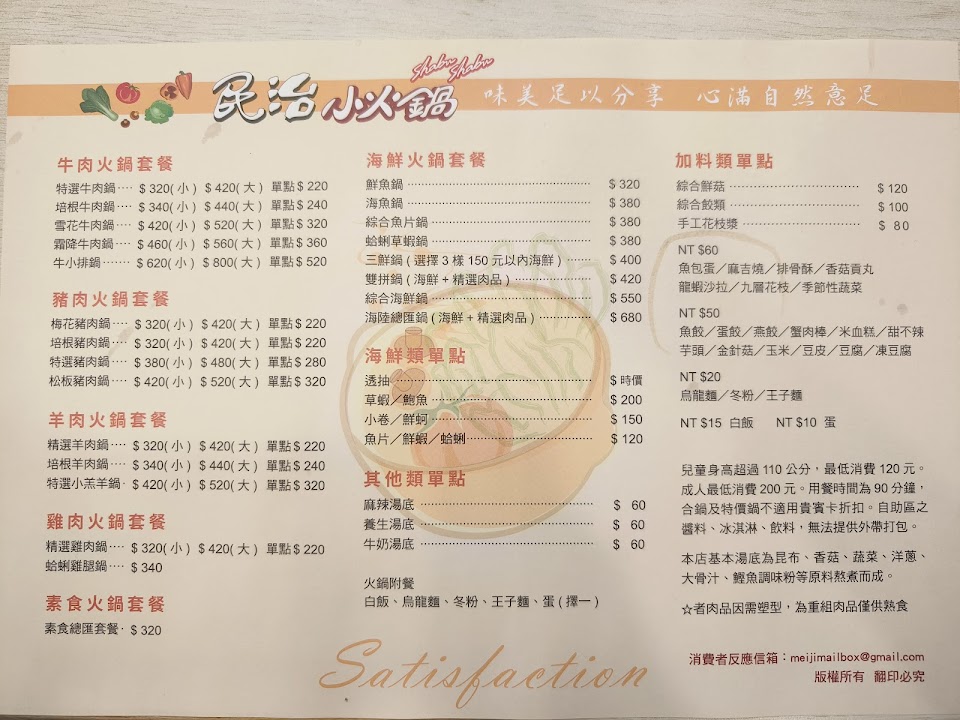 Shabu Shabu
民治小火鍋 味美足以分享 心滿自然意足
牛肉火鍋套餐
特選牛肉鍋···· $ 320( 小 ) $ 420( 大 ) 單點 $ 220
培根牛肉鍋···· $ 340( 小 ) $ 440( 大 ) 單點 $ 240
雪花牛肉鍋···· $ 420( 小 ) $ 520( 大 ) 單點 $ 320
霜降牛肉鍋···· $ 460( 小 ) $ 560( 大 ) 單點 $ 360
牛小排鍋······· $ 620( 小 ) $ 800( 大 ) 單點 $ 520
豬肉火鍋套餐
梅花豬肉鍋···· $ 320( 小 ) $ 420( 大 ) 單點 $ 220
培根豬肉鍋···· $ 320( 小 ) $ 420( 大 ) 單點 $ 220
特選豬肉鍋···· $ 380( 小 ) $ 480( 大 ) 單點 $ 280
松板豬肉鍋···· $ 420( 小 ) $ 520( 大 ) 單點 $ 320
羊肉火鍋套餐
精選羊肉鍋···· $ 320( 小 ) $ 420( 大 ) 單點 $ 220
培根羊肉鍋···· $ 340( 小 ) $ 440( 大 ) 單點 $ 240
特選小羔羊鍋· $ 420( 小 ) $ 520( 大 ) 單點 $ 320
雞肉火鍋套餐
精選雞肉鍋···· $ 320( 小 ) $ 420( 大 ) 單點 $ 220
蛤蜊雞腿鍋···· $ 340
素食火鍋套餐
素食總匯套餐· $ 320
海鮮火鍋套餐
鮮魚鍋 ········ $ 320
海魚鍋 ········ $ 380
綜合魚片鍋 ········ $ 380
蛤蜊草蝦鍋 ········ $ 380
三鮮鍋 ( 選擇 3 樣 150 元以內海鮮 ) ······ $ 400
雙拼鍋 ( 海鮮 + 精選肉品 ) ········ $ 420
綜合海鮮鍋 ········ $ 550
海陸總匯鍋 ( 海鮮 + 精選肉品 ) ········ $ 680
海鮮類單點
透抽 ········ $ 時價
草蝦／鮑魚 ········ $ 200
小卷／鮮蚵 ········ $ 150
魚片／鮮蝦／蛤蜊 ········ $ 120
其他類單點
麻辣湯底 ········ $ 60
養生湯底 ········ $ 60
牛奶湯底 ········ $ 60
火鍋附餐
白飯、烏龍麵、冬粉、王子麵、蛋 ( 擇一 )
加料類單點
綜合鮮菇 ········ $ 120
綜合餃類 ········ $ 100
手工花枝漿 ········ $ 80
NT $60
魚包蛋／麻吉燒／排骨酥／香菇貢丸
龍蝦沙拉／九層花枝／季節性蔬菜
NT $50
魚餃／蛋餃／燕餃／蟹肉棒／米血糕／甜不辣
芋頭／金針菇／玉米／豆皮／豆腐／凍豆腐
NT $20
烏龍麵／冬粉／王子麵
NT $15 白飯 NT $10 蛋
兒童身高超過 110 公分，最低消費 120 元。
成人最低消費 200 元。用餐時間為 90 分鐘，
合鍋及特價鍋不適用貴賓卡折扣。自助區之
醬料、冰淇淋、飲料，無法提供外帶打包。
本店基本湯底為昆布、香菇、蔬菜、洋蔥、
大骨汁、鰹魚調味粉等原料熬煮而成。
☆者肉品因需塑型，為重組肉品僅供熟食
Satisfaction
消費者反應信箱：meijimailbox@gmail.com
版權所有 翻印必究